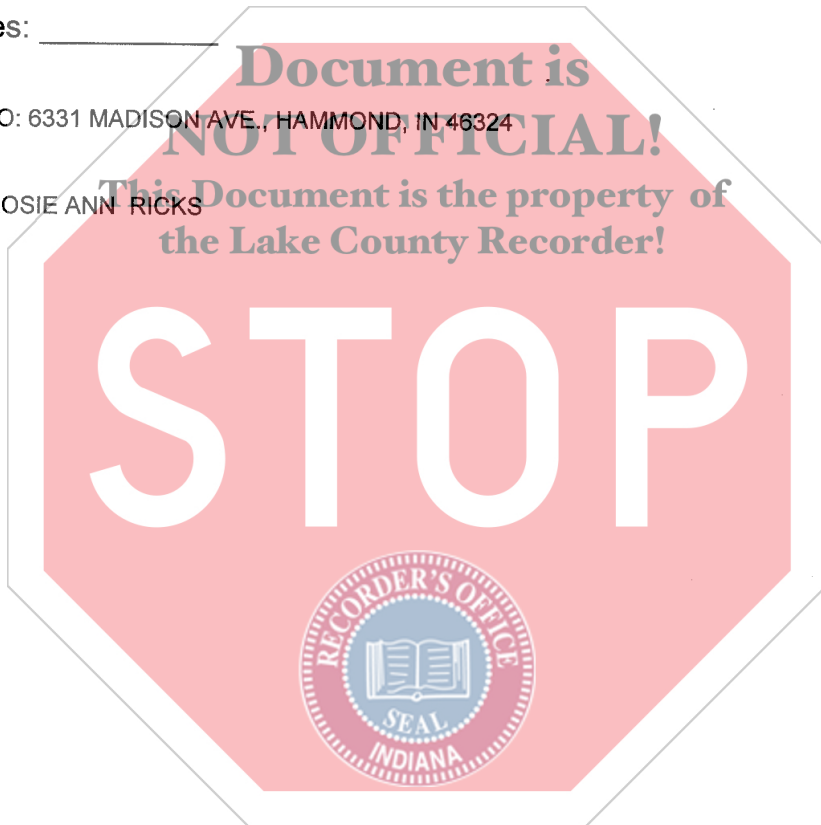 es:
Document is
O: 6331 MADISON AVE., HAMMOND, IN 46324
NOT OFFICIAL!
This Document is the property of
OSIE ANN RICKS
the Lake County Recorder!
STOP
RECORDER'S OFFICE
SEAL
INDIANA